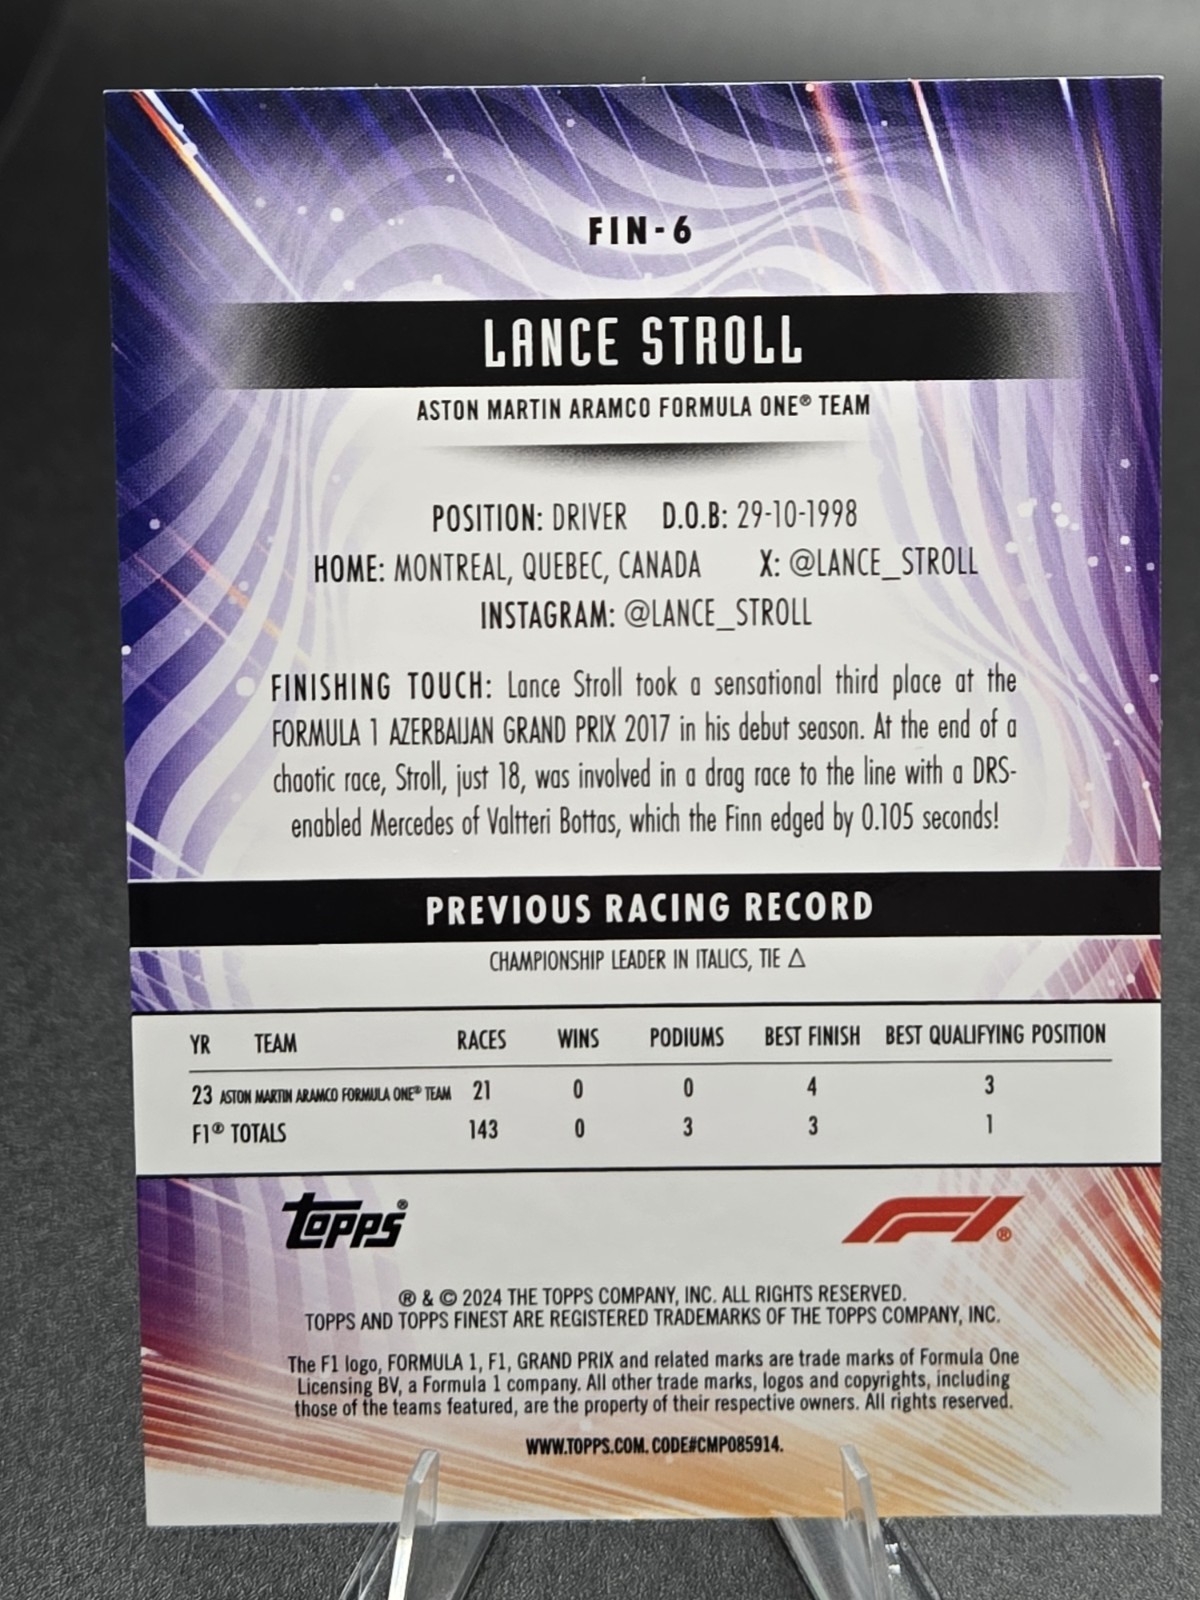 FIN-6
LANCE STROLL
ASTON MARTIN ARAMCO FORMULA ONE® TEAM
POSITION: DRIVER D.O.B: 29-10-1998
HOME: MONTREAL, QUEBEC, CANADA X: @LANCE_STROLL
INSTAGRAM: @LANCE_STROLL
FINISHING TOUCH: Lance Stroll took a sensational third place at the
FORMULA 1 AZERBAIJAN GRAND PRIX 2017 in his debut season. At the end of a
chaotic race, Stroll, just 18, was involved in a drag race to the line with a DRS-
enabled Mercedes of Valtteri Bottas, which the Finn edged by 0.105 seconds!
PREVIOUS RACING RECORD
CHAMPIONSHIP LEADER IN ITALICS, TIE △
YR TEAM RACES WINS PODIUMS BEST FINISH BEST QUALIFYING POSITION
23 ASTON MARTIN ARAMCO FORMULA ONE® TEAM 21 0 0 4 3
F1® TOTALS 143 0 3 3 1
topps® F1®
® & © 2024 THE TOPPS COMPANY, INC. ALL RIGHTS RESERVED.
TOPPS AND TOPPS FINEST ARE REGISTERED TRADEMARKS OF THE TOPPS COMPANY, INC.
The F1 logo, FORMULA 1, F1, GRAND PRIX and related marks are trade marks of Formula One
Licensing BV, a Formula 1 company. All other trade marks, logos and copyrights, including
those of the teams featured, are the property of their respective owners. All rights reserved.
WWW.TOPPS.COM. CODE#CMP085914.